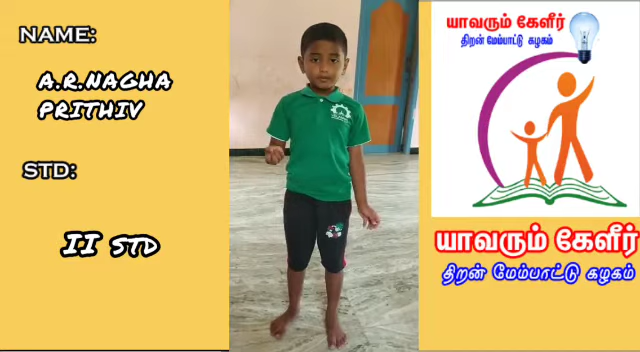 NAME:
A.R.NAGHA
PRITHIV
STD:
II STD
யாவரும் கேளிர்
திறன் மேம்பாட்டு கழகம்
யாவரும் கேளிர்
திறன் மேம்பாட்டு கழகம்